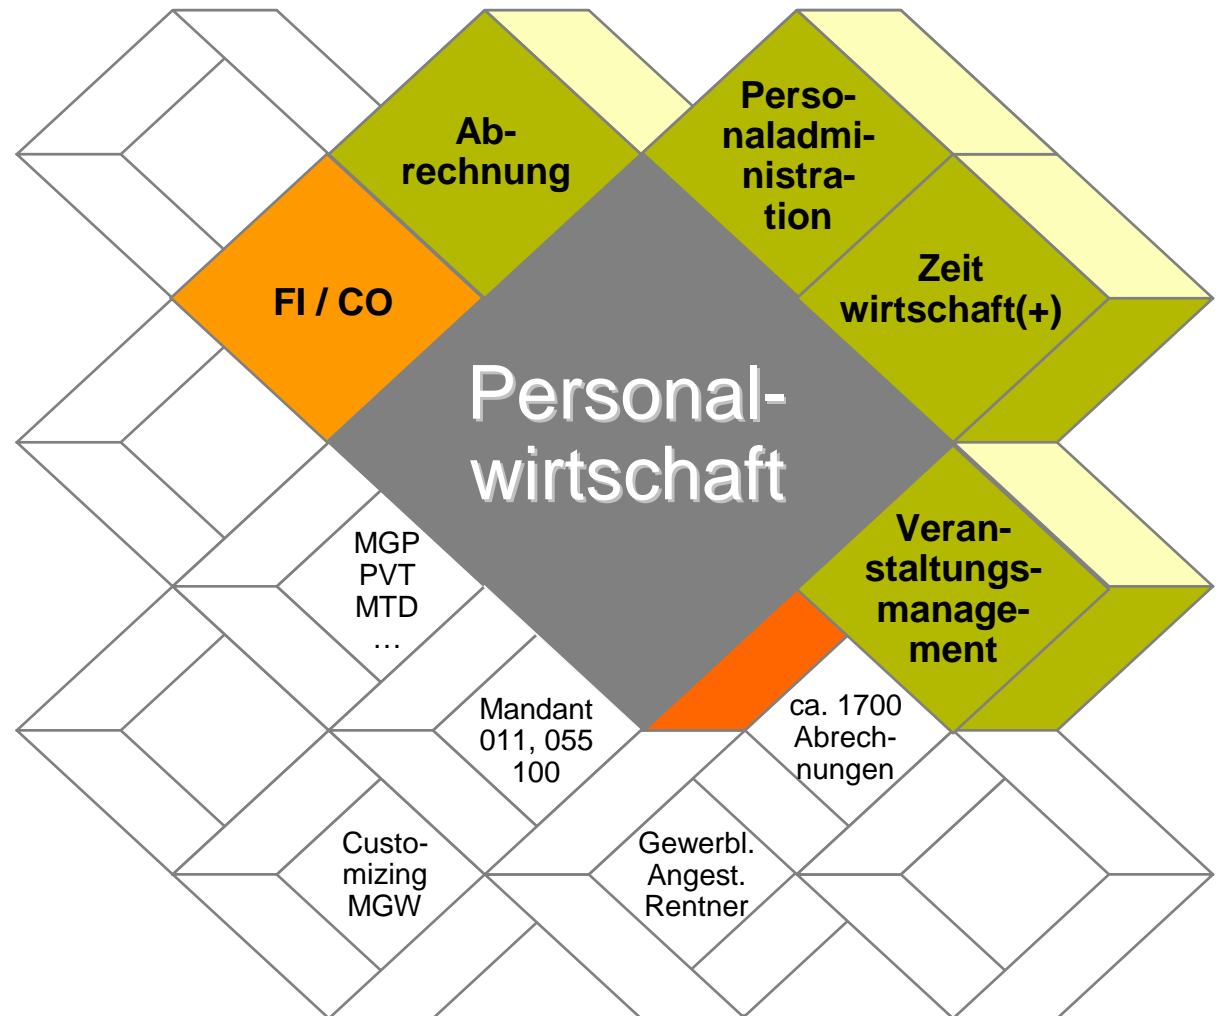 Ab-
rechnung
Perso-
naladmi-
nistra-
tion
FI / CO
Zeit
wirtschaft(+)
Personal-
wirtschaft
MGP
PVT
MTD
…
Veran-
staltungs-
manage-
ment
Mandant
011, 055
100
ca. 1700
Abrech-
nungen
Custo-
mizing
MGW
Gewerbl.
Angest.
Rentner